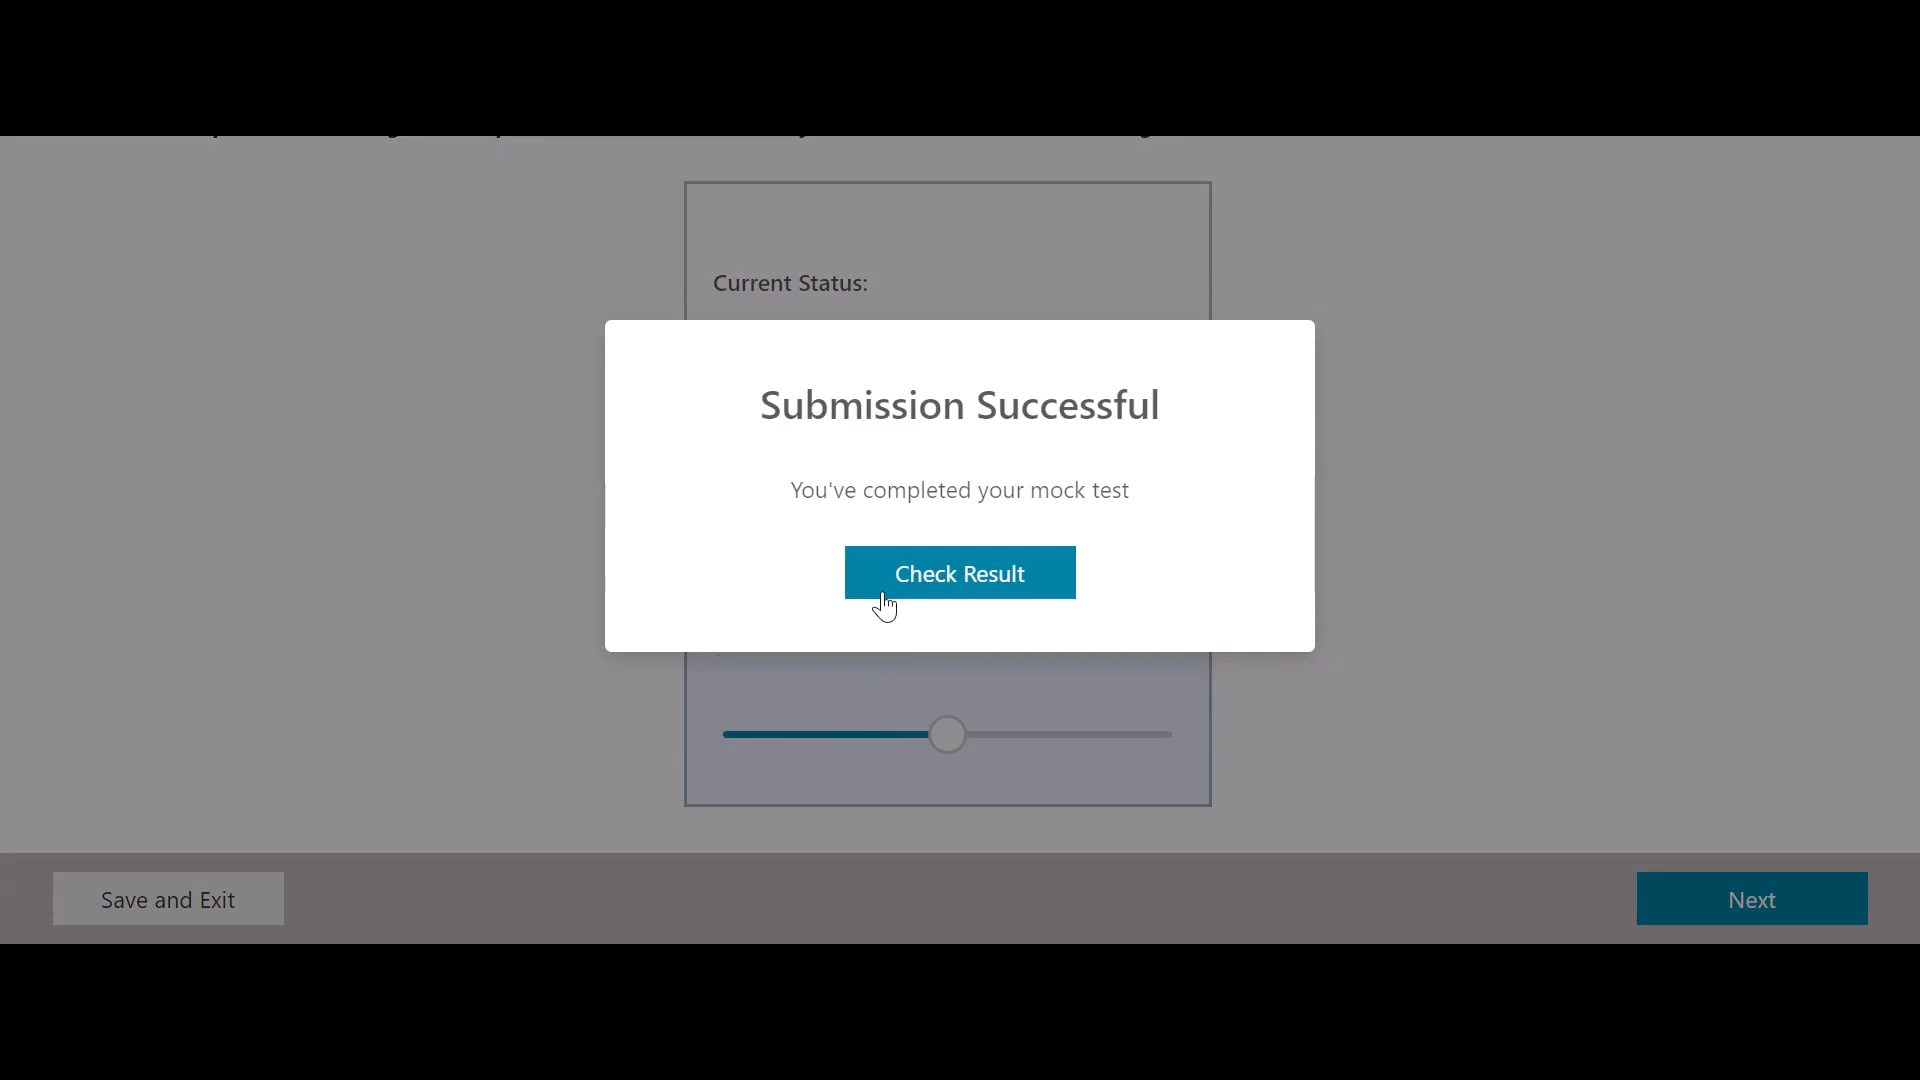 Current Status:
Submission Successful
You've completed your mock test
Check Result
Save and Exit
Next